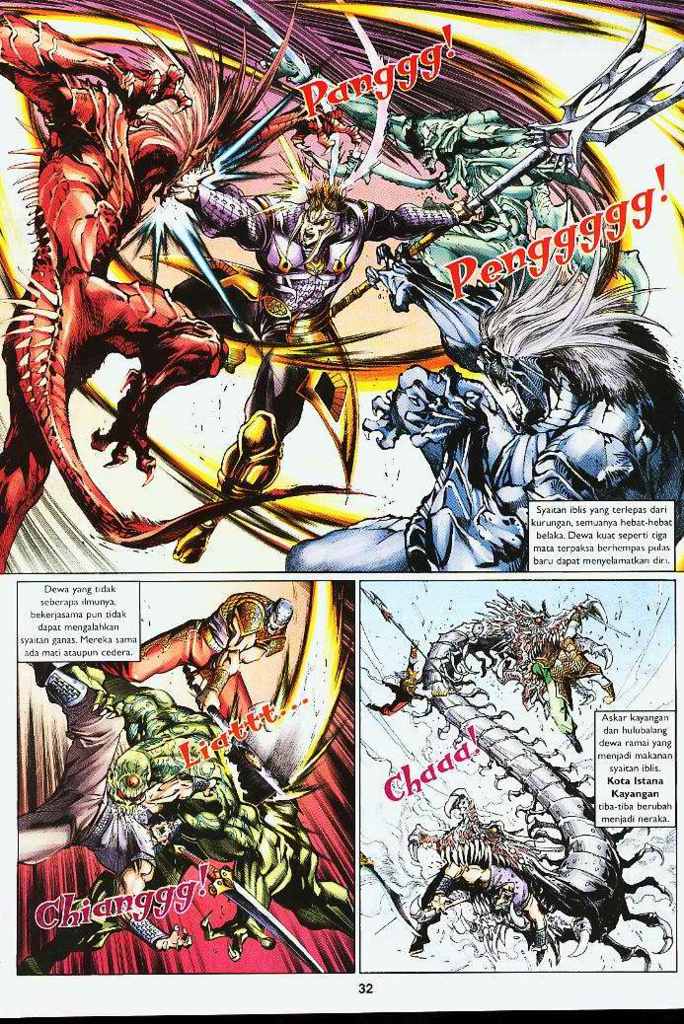 Panggg!
Pengggggg!
Syaitan iblis yang terlepas dari
kurungan, semuanya hebat-hebat
belaka. Dewa kuat seperti tiga
mata terpaksa berhempas pulas
baru dapat menyelamatkan diri.
Dewa yang tidak
seberapa ilmunya,
bekerjasama pun tidak
dapat mengalahkan
syaitan ganas. Mereka sama
ada mati ataupun cedera.
Liattt...
Chianggg!
Chaaa!
Askar kayangan
dan hulubalang
dewa ramai yang
menjadi makanan
syaitan iblis.
Kota Istana
Kayangan
tiba-tiba berubah
menjadi neraka.
32